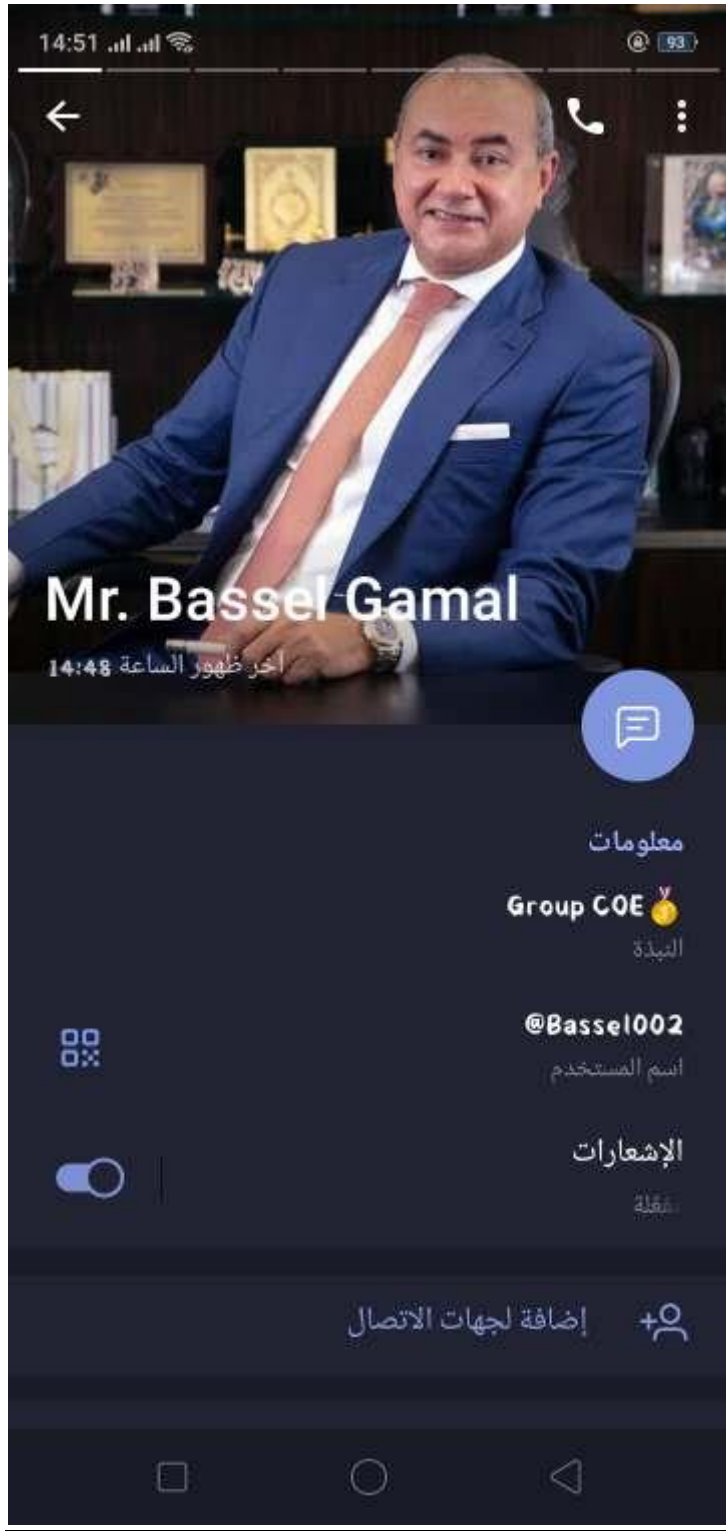 14:51
93
Mr. Bassel Gamal
آخر ظهور الساعة 14:48
معلومات
Group COE🏅
النبذة
@Bassel002
اسم المستخدم
الإشعارات
إضافة لجهات الاتصال